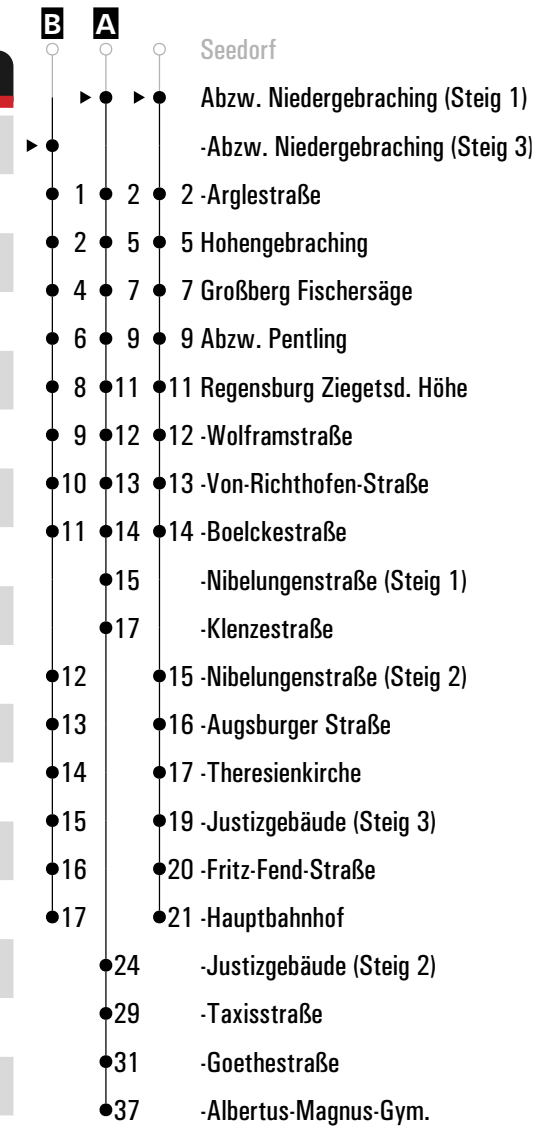 B A
Seedorf
Abzw. Niedergebraching (Steig 1)
-Abzw. Niedergebraching (Steig 3)
1 2 2 -Arglestraße
2 5 5 Hohengebraching
4 7 7 Großberg Fischersäge
6 9 9 Abzw. Pentling
8 11 11 Regensburg Ziegetsd. Höhe
9 12 12 -Wolframstraße
10 13 13 -Von-Richthofen-Straße
11 14 14 -Boelckestraße
15 -Nibelungenstraße (Steig 1)
17 -Klenzestraße
12 15 -Nibelungenstraße (Steig 2)
13 16 -Augsburger Straße
14 17 -Theresienkirche
15 19 -Justizgebäude (Steig 3)
16 20 -Fritz-Fend-Straße
17 21 -Hauptbahnhof
24 -Justizgebäude (Steig 2)
29 -Taxisstraße
31 -Goethestraße
37 -Albertus-Magnus-Gym.